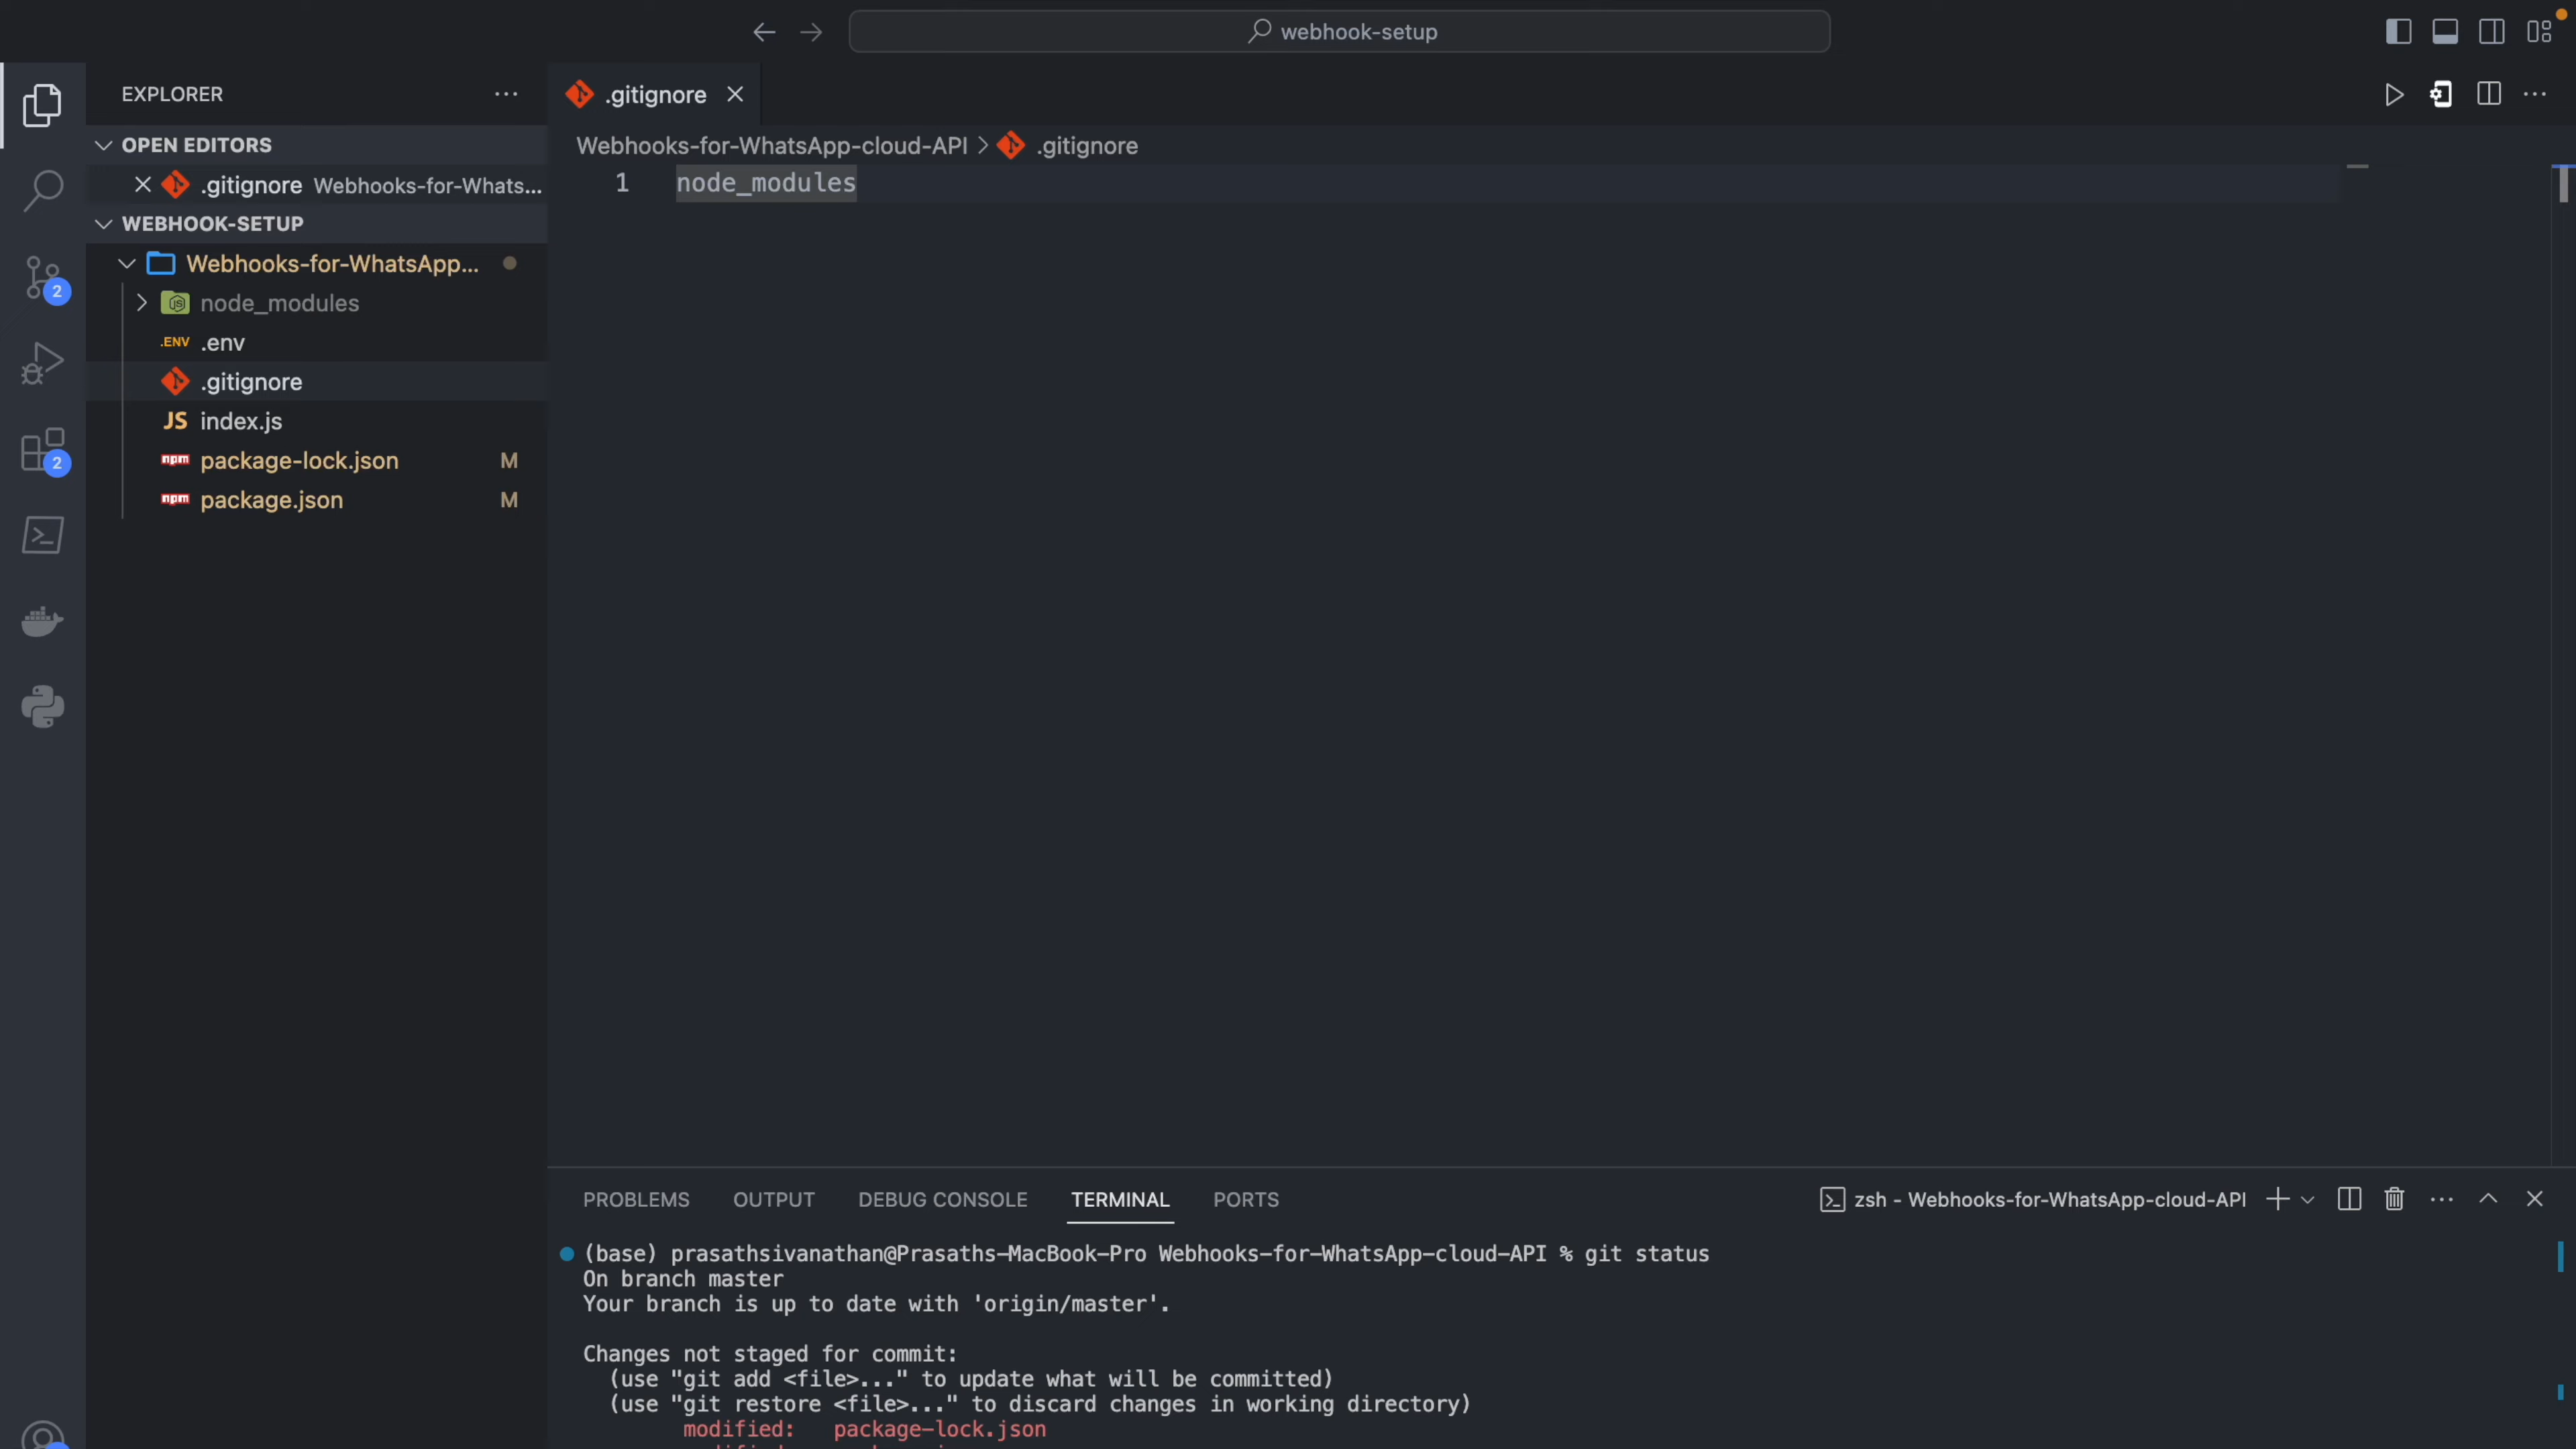 webhook-setup
EXPLORER
.gitignore
OPEN EDITORS
.gitignore Webhooks-for-Whats...
WEBHOOK-SETUP
Webhooks-for-WhatsApp...
node_modules
.ENV .env
.gitignore
JS index.js
npm package-lock.json M
npm package.json M
2
2
Webhooks-for-WhatsApp-cloud-API > .gitignore
1 node_modules
PROBLEMS OUTPUT DEBUG CONSOLE TERMINAL PORTS
zsh - Webhooks-for-WhatsApp-cloud-API
(base) prasathsivanathan@Prasaths-MacBook-Pro Webhooks-for-WhatsApp-cloud-API % git status
On branch master
Your branch is up to date with 'origin/master'.
Changes not staged for commit:
(use "git add <file>..." to update what will be committed)
(use "git restore <file>..." to discard changes in working directory)
modified: package-lock.json